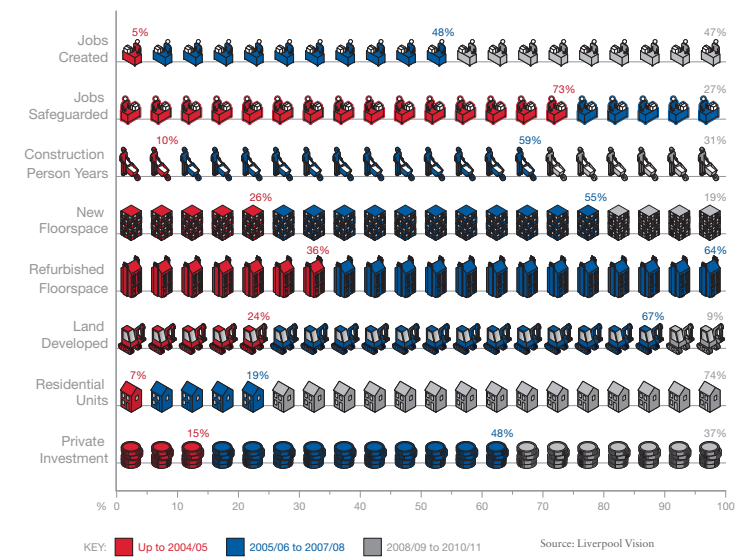 5% 48% 47%
Jobs
Created
73% 27%
Jobs
Safeguarded
10% 59% 31%
Construction
Person Years
26% 55% 19%
New
Floorspace
36% 64%
Refurbished
Floorspace
24% 67% 9%
Land
Developed
7% 19% 74%
Residential
Units
15% 48% 37%
Private
Investment
% 0 10 20 30 40 50 60 70 80 90 100
KEY: Up to 2004/05 2005/06 to 2007/08 2008/09 to 2010/11 Source: Liverpool Vision